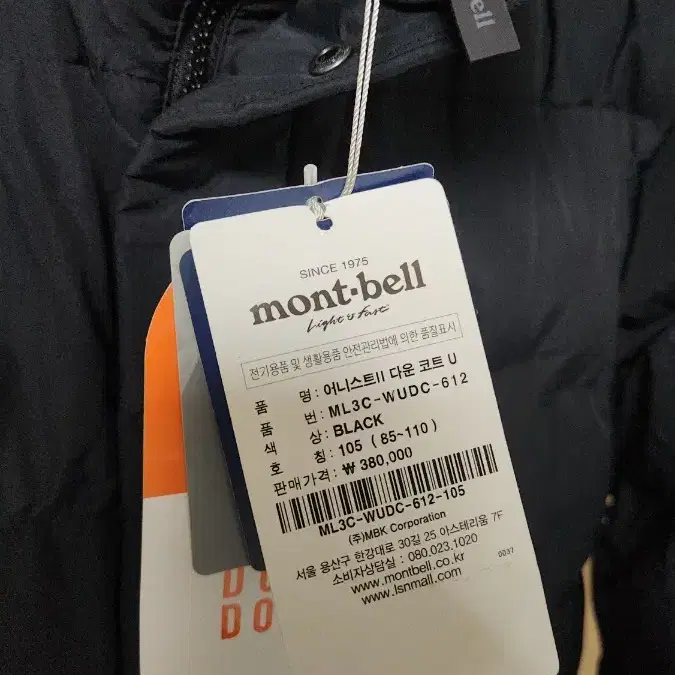 t-bell
SINCE 1975
mont·bell
Light & Fast
전기용품 및 생활용품 안전관리법에 의한 품질표시
품 명 : 어니스트II 다운 코트 U
품 번 : ML3C-WUDC-612
색 상 : BLACK
호 칭 : 105 ( 85~110 )
판매가격 : ₩ 380,000
ML3C-WUDC-612-105
(주)MBK Corporation
서울 용산구 한강대로 30길 25 아스테리움 7F
소비자상담실 : 080.023.1020
0037
www.montbell.co.kr
www.lsnmall.com
DO